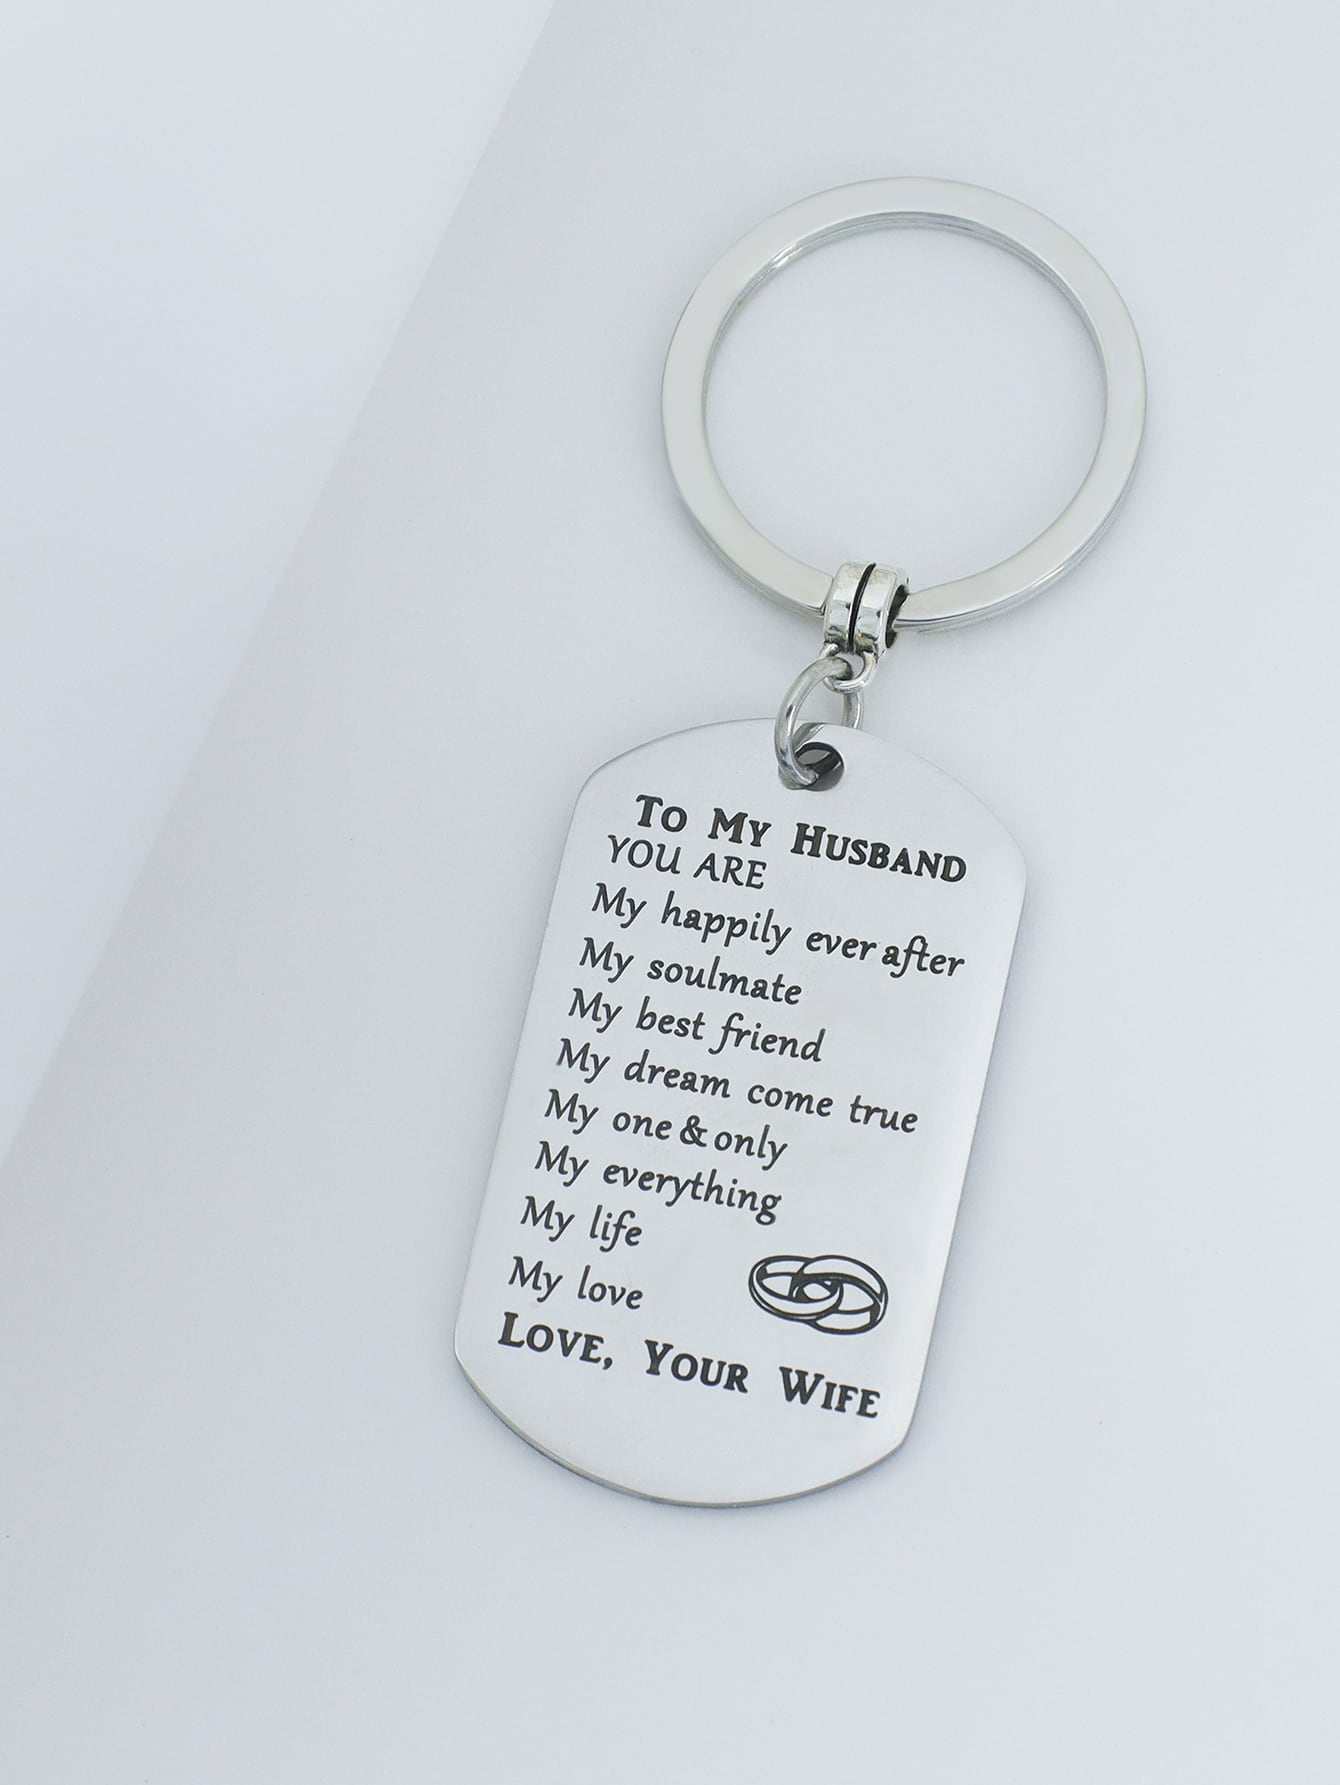 To My Husband
YOU ARE
My happily ever after
My soulmate
My best friend
My dream come true
My one & only
My everything
My life
My love
Love, Your Wife